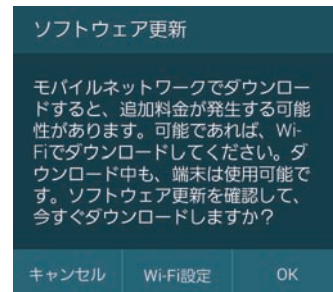 ソフトウェア更新
モバイルネットワークでダウンロー
ドすると、追加料金が発生する可能
性があります。可能であれば、Wi-
Fiでダウンロードしてください。ダ
ウンロード中も、端末は使用可能で
す。ソフトウェア更新を確認して、
今すぐダウンロードしますか？
キャンセル Wi-Fi設定 OK